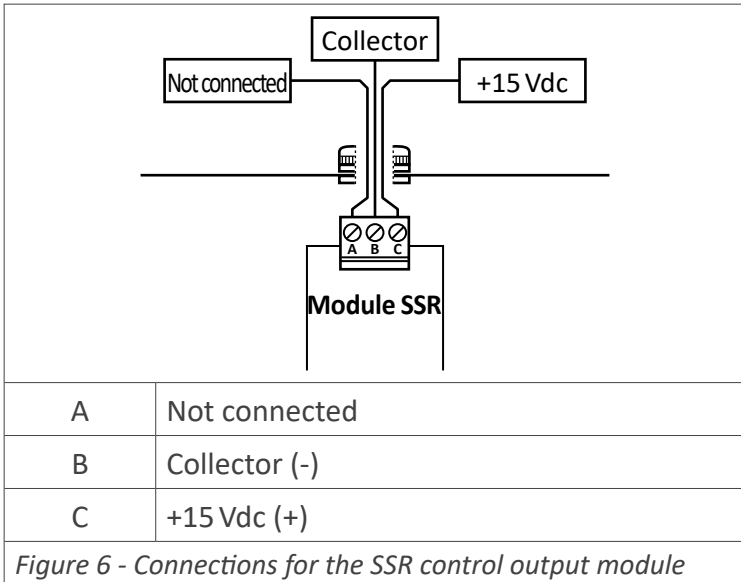 Collector
Not connected
+15 Vdc
A B C
Module SSR
A Not connected
B Collector (-)
C +15 Vdc (+)
Figure 6 - Connections for the SSR control output module